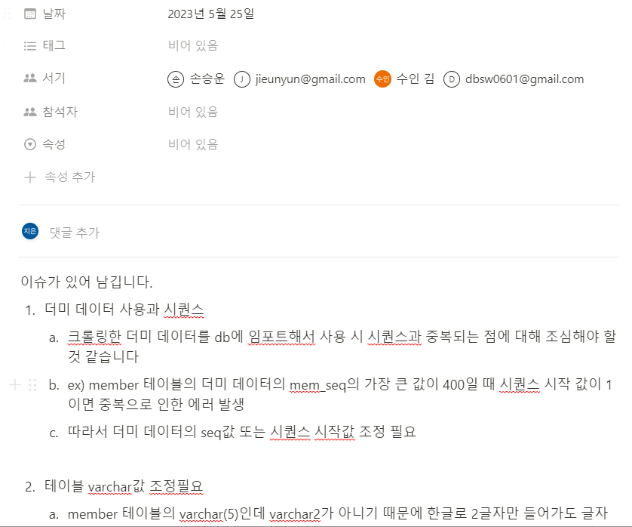 날짜 2023년 5월 25일
태그 비어 있음
서기 손 손승운 J jieunyun@gmail.com 수인 수인 김 D dbsw0601@gmail.com
참석자 비어 있음
속성 비어 있음
속성 추가
지은 댓글 추가
이슈가 있어 남깁니다.
1. 더미 데이터 사용과 시퀀스
a. 크롤링한 더미 데이터를 db에 임포트해서 사용 시 시퀀스과 중복되는 점에 대해 조심해야 할
것 같습니다
b. ex) member 테이블의 더미 데이터의 mem_seq의 가장 큰 값이 400일 때 시퀀스 시작 값이 1
이면 중복으로 인한 에러 발생
c. 따라서 더미 데이터의 seq값 또는 시퀀스 시작값 조정 필요
2. 테이블 varchar값 조정필요
a. member 테이블의 varchar(5)인데 varchar2가 아니기 때문에 한글로 2글자만 들어가도 글자